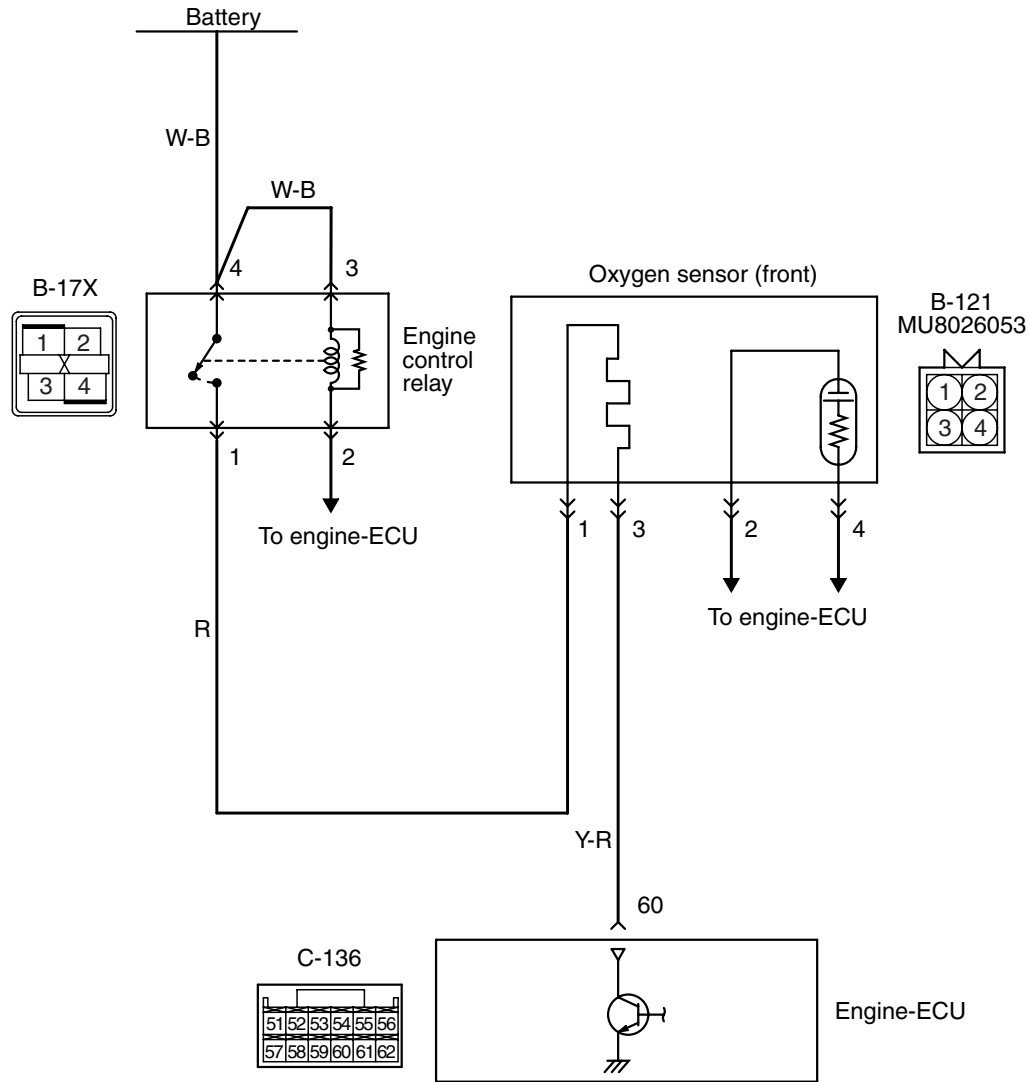 Battery
W-B
W-B
4
3
B-17X
1 2
3 4
Engine
control
relay
Oxygen sensor (front)
B-121
MU8026053
1 2
3 4
1
2
To engine-ECU
1
3
2
4
To engine-ECU
R
Y-R
60
C-136
51 52 53 54 55 56
57 58 59 60 61 62
Engine-ECU